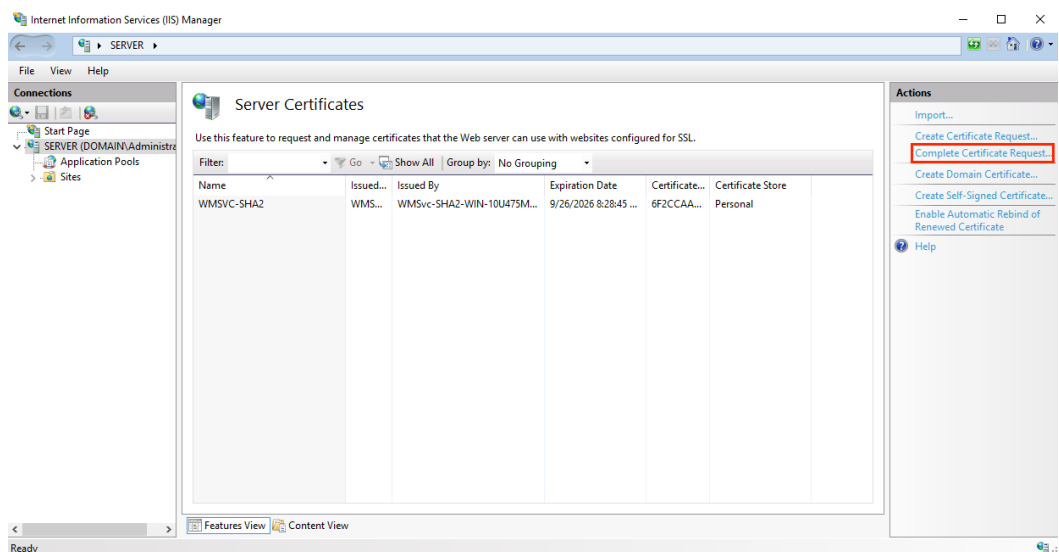 Internet Information Services (IIS) Manager
SERVER
File View Help
Connections
Start Page
SERVER (DOMAIN\Administra
Application Pools
Sites
Server Certificates
Use this feature to request and manage certificates that the Web server can use with websites configured for SSL.
Filter: Go Show All Group by: No Grouping
Name Issued... Issued By Expiration Date Certificate... Certificate Store
WMSVC-SHA2 WMS... WMSvc-SHA2-WIN-10U475M... 9/26/2026 8:28:45 ... 6F2CCAA... Personal
Features View Content View
Actions
Import...
Create Certificate Request...
Complete Certificate Request...
Create Domain Certificate...
Create Self-Signed Certificate...
Enable Automatic Rebind of
Renewed Certificate
Help
Ready